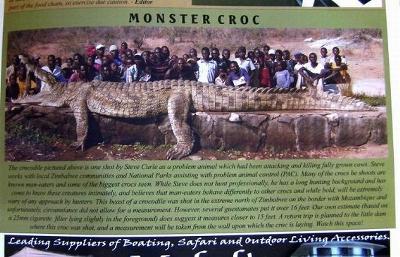 part of the food chain, so exercise due caution. - Editor
MONSTER CROC
The crocodile pictured above is one shot by Steve Curle as a problem animal which had been attacking and killing fully grown cows. Steve
works with local Zimbabwe communities and National Parks assisting with problem animal control (PAC). Many of the crocs he shoots are
known man-eaters and some of the biggest crocs seen. While Steve does not hunt professionally, he has a long hunting background and has
come to know these creatures intimately, and believes that man-eaters behave differently to other crocs and while bold, will be extremely
wary of any approach by hunters. This beast of a crocodile was shot in the extreme north of Zimbabwe on the border with Mozambique and
unfortunately, circumstance did not allow for a measurement. However, several guestimates put it over 16 feet. Our own estimate (based on
a 25mm cigarette filter lying slightly in the foreground) does suggest it measures closer to 15 feet. A return trip is planned to the little dam
where this croc was shot, and a measurement will be taken from the wall upon which the croc is laying. Watch this space!
Leading Suppliers of Boating, Safari and Outdoor Living Accessories.